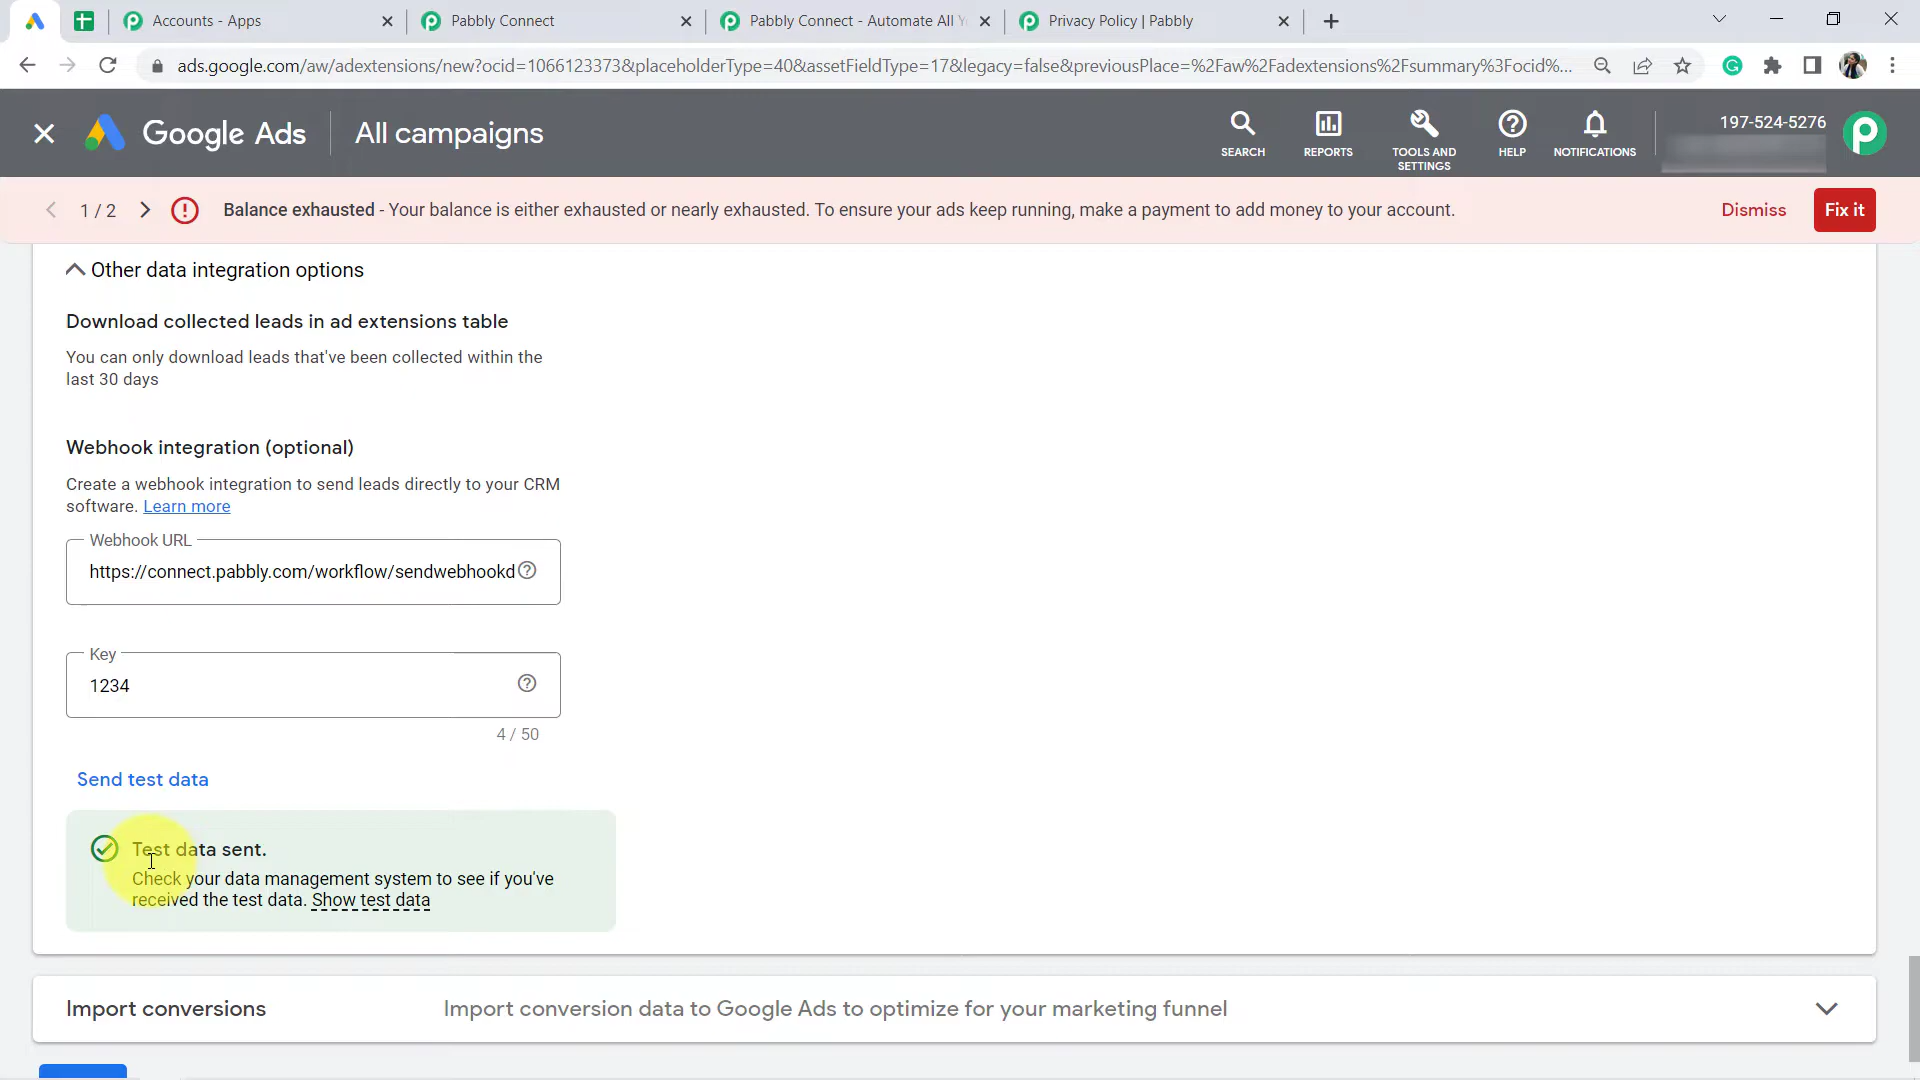 Accounts - Apps
Pabbly Connect
Pabbly Connect - Automate All Y
Privacy Policy | Pabbly
ads.google.com/aw/adextensions/new?ocid=1066123373&placeholderType=40&assetFieldType=17&legacy=false&previousPlace=%2Faw%2Fadextensions%2Fsummary%3Focid%...
Google Ads
All campaigns
SEARCH
REPORTS
TOOLS AND SETTINGS
HELP
NOTIFICATIONS
197-524-5276
1 / 2
Balance exhausted - Your balance is either exhausted or nearly exhausted. To ensure your ads keep running, make a payment to add money to your account.
Dismiss
Fix it
Other data integration options
Download collected leads in ad extensions table
You can only download leads that've been collected within the
last 30 days
Webhook integration (optional)
Create a webhook integration to send leads directly to your CRM
software. Learn more
Webhook URL
https://connect.pabbly.com/workflow/sendwebhookd
Key
1234
4 / 50
Send test data
Test data sent.
Check your data management system to see if you've
received the test data. Show test data
Import conversions
Import conversion data to Google Ads to optimize for your marketing funnel